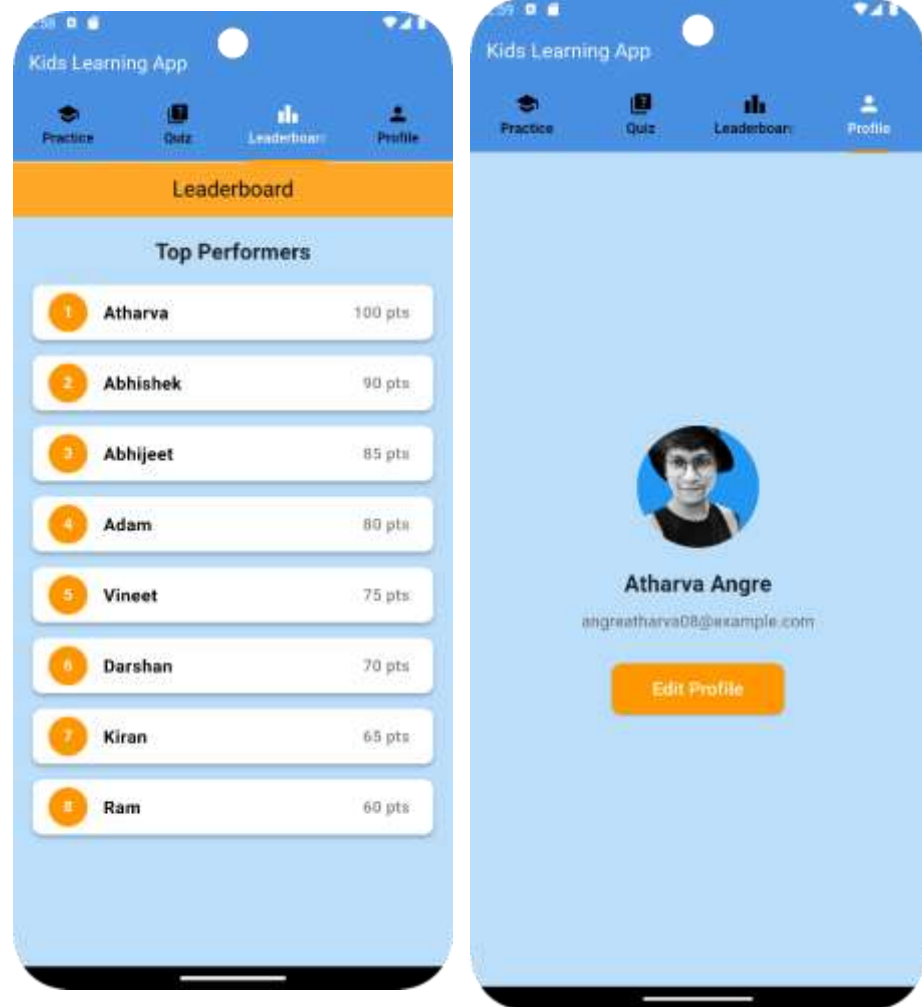 Kids Learning App
Practice Quiz Leaderboar Profile
Leaderboard
Top Performers
1 Atharva 100 pts
2 Abhishek 90 pts
3 Abhijeet 85 pts
4 Adam 80 pts
5 Vineet 75 pts
6 Darshan 70 pts
7 Kiran 65 pts
8 Ram 60 pts
Kids Learning App
Practice Quiz Leaderboar Profile
Atharva Angre
angreatharva08@example.com
Edit Profile